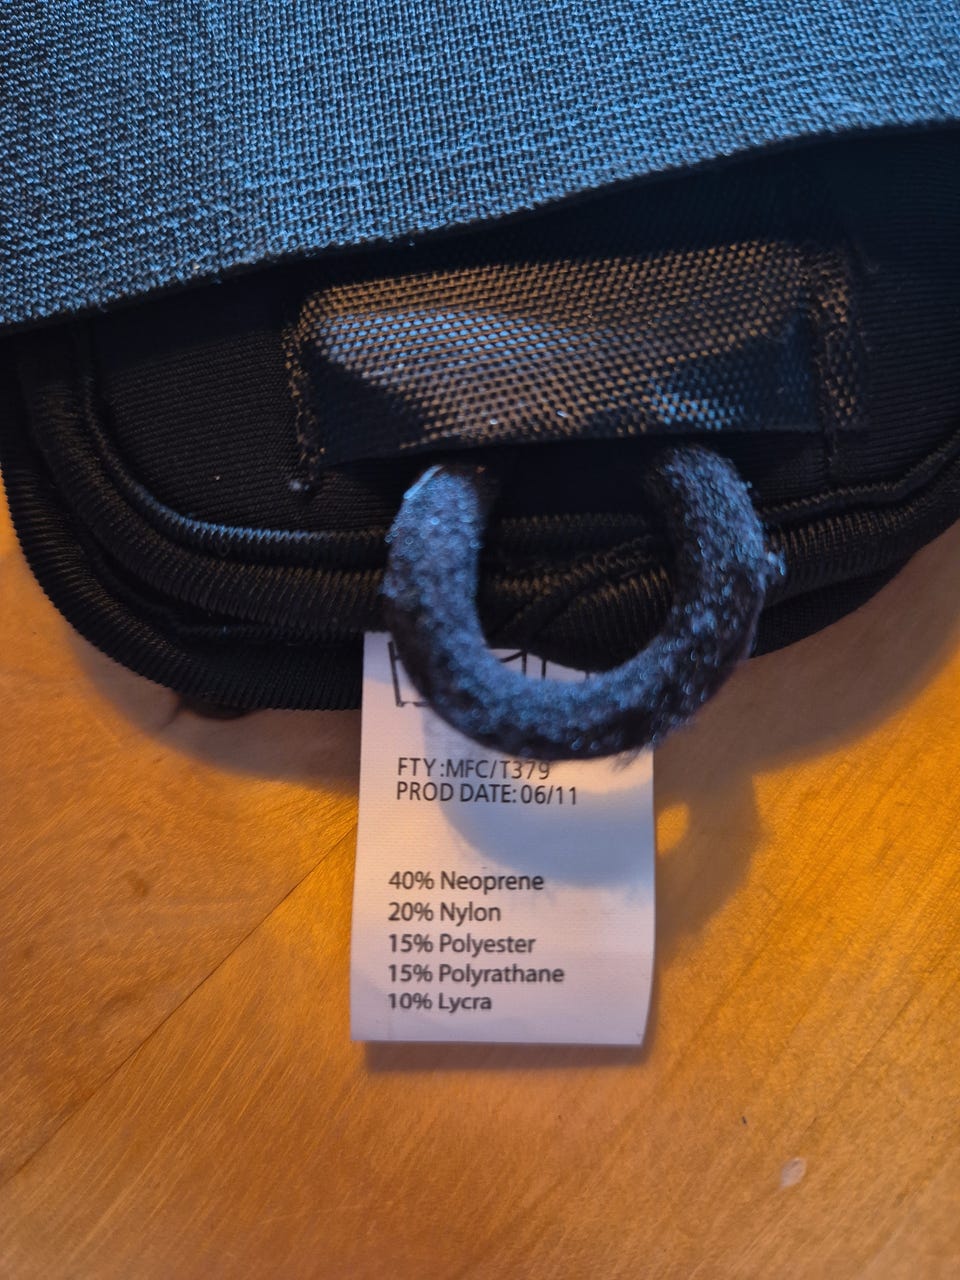 FTY:MFC/T379
PROD DATE: 06/11
40% Neoprene
20% Nylon
15% Polyester
15% Polyrathane
10% Lycra